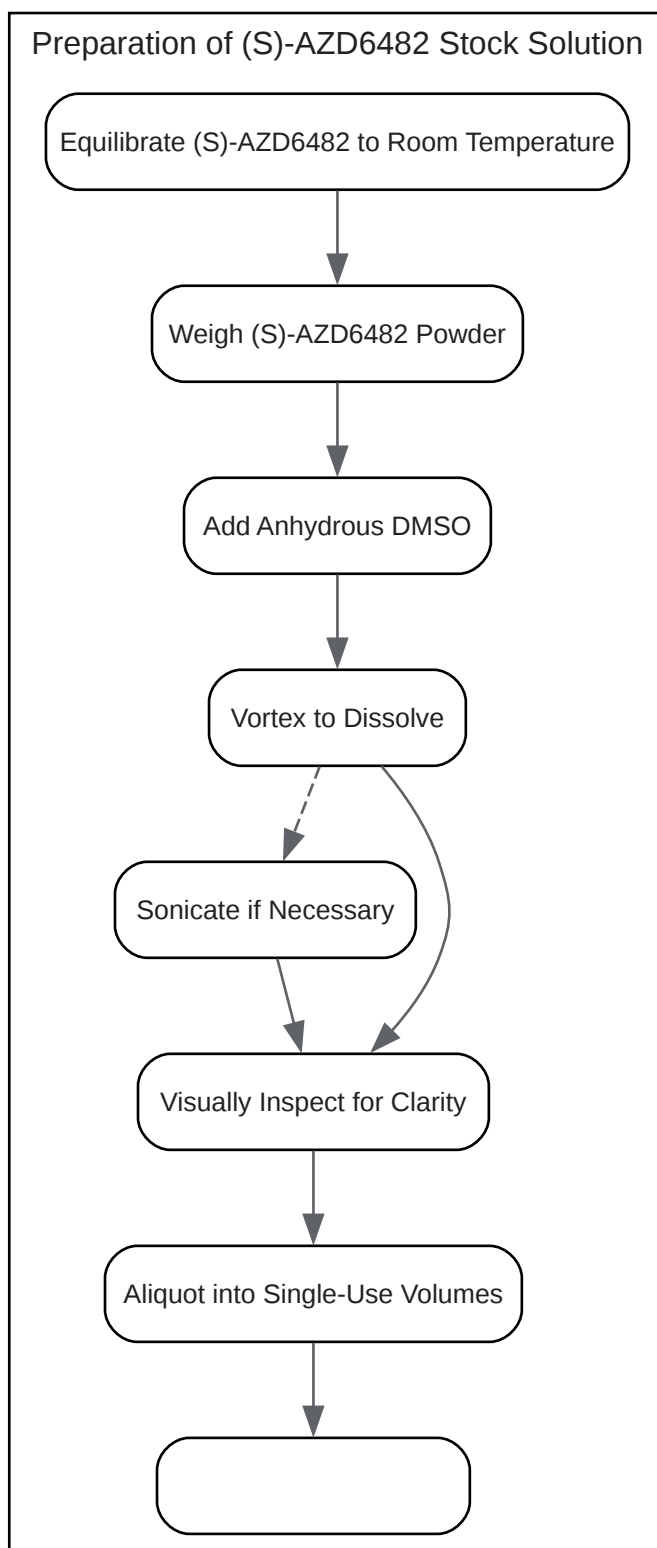 Preparation of (S)-AZD6482 Stock Solution
Equilibrate (S)-AZD6482 to Room Temperature
Weigh (S)-AZD6482 Powder
Add Anhydrous DMSO
Vortex to Dissolve
Sonicate if Necessary
Visually Inspect for Clarity
Aliquot into Single-Use Volumes